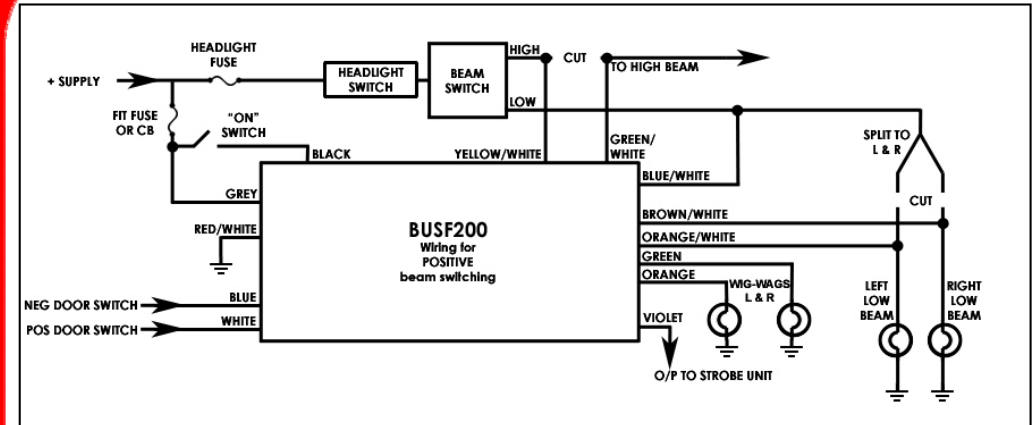 HEADLIGHT
FUSE
+ SUPPLY
HEADLIGHT
SWITCH
BEAM
SWITCH
HIGH
CUT
TO HIGH BEAM
LOW
FIT FUSE
OR CB
"ON"
SWITCH
BLACK
YELLOW/WHITE
GREEN/
WHITE
SPLIT TO
L & R
BLUE/WHITE
GREY
CUT
BROWN/WHITE
RED/WHITE
BUSF200
Wiring for
POSITIVE
beam switching
ORANGE/WHITE
GREEN
ORANGE
WIG-WAGS
L & R
LEFT
LOW
BEAM
RIGHT
LOW
BEAM
NEG DOOR SWITCH
BLUE
POS DOOR SWITCH
WHITE
VIOLET
O/P TO STROBE UNIT